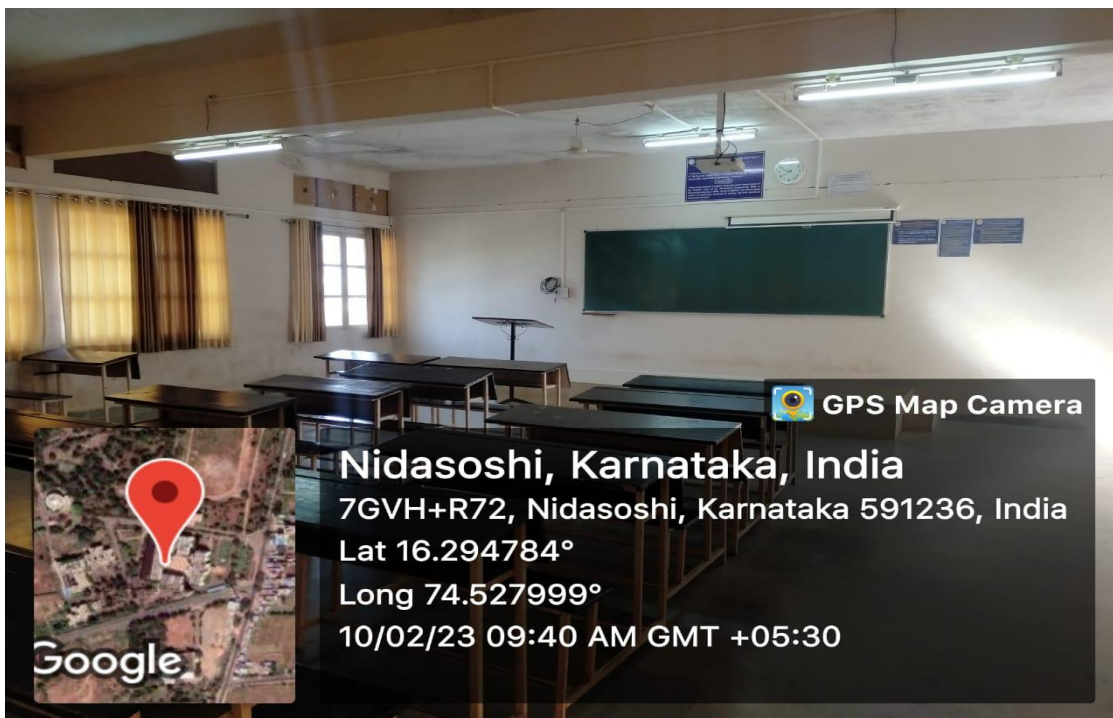 GPS Map Camera
Nidasoshi, Karnataka, India
7GVH+R72, Nidasoshi, Karnataka 591236, India
Lat 16.294784°
Long 74.527999°
10/02/23 09:40 AM GMT +05:30
Google